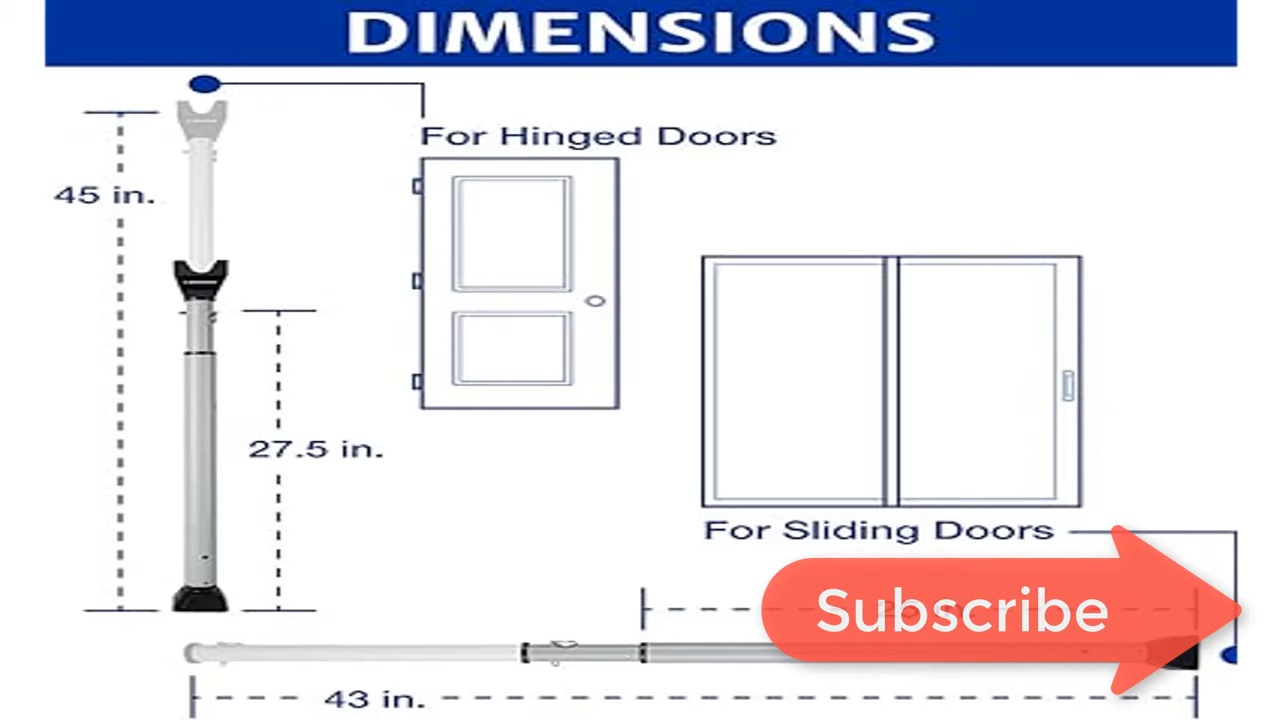 DIMENSIONS
For Hinged Doors
45 in.
27.5 in.
For Sliding Doors
Subscribe
43 in.